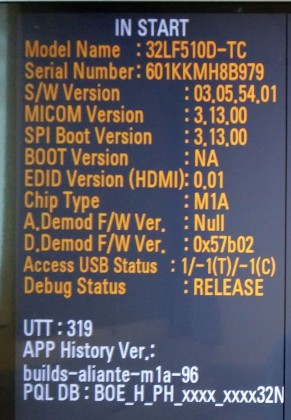 IN START
Model Name : 32LF510D-TC
Serial Number : 601KKMH8B979
S/W Version : 03.05.54.01
MICOM Version : 3.13.00
SPI Boot Version : 3.13.00
BOOT Version : NA
EDID Version (HDMI): 0.01
Chip Type : M1A
A.Demod F/W Ver. : Null
D.Demod F/W Ver. : 0x57b02
Access USB Status : 1/-1(T)/-1(C)
Debug Status : RELEASE
UTT : 319
APP History Ver.:
builds-aliante-m1a-96
PQL DB : BOE_H_PH_xxxx_xxxx32N